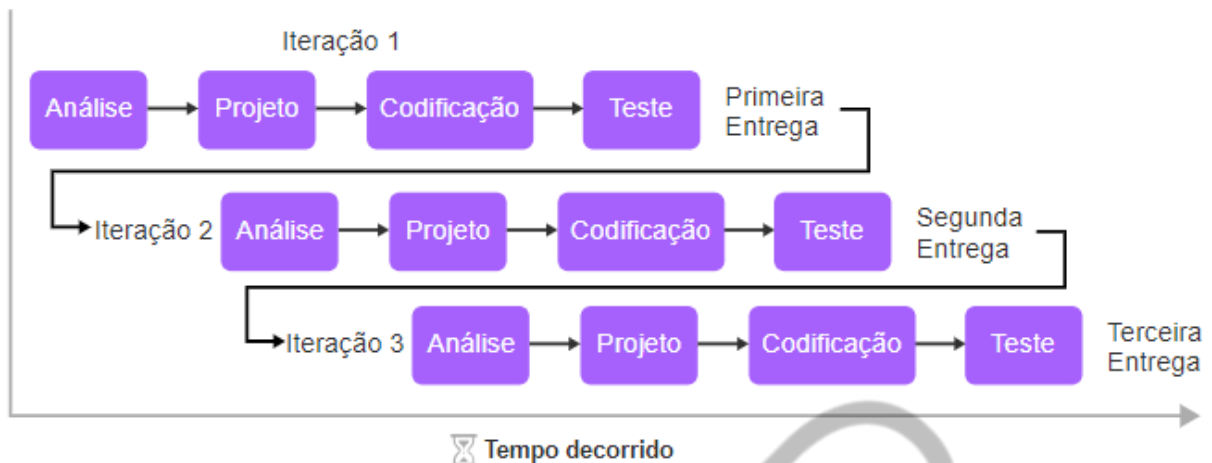 Iteração 1
Análise
Projeto
Codificação
Teste
Primeira
Entrega
Iteração 2
Análise
Projeto
Codificação
Teste
Segunda
Entrega
Iteração 3
Análise
Projeto
Codificação
Teste
Terceira
Entrega
Tempo decorrido